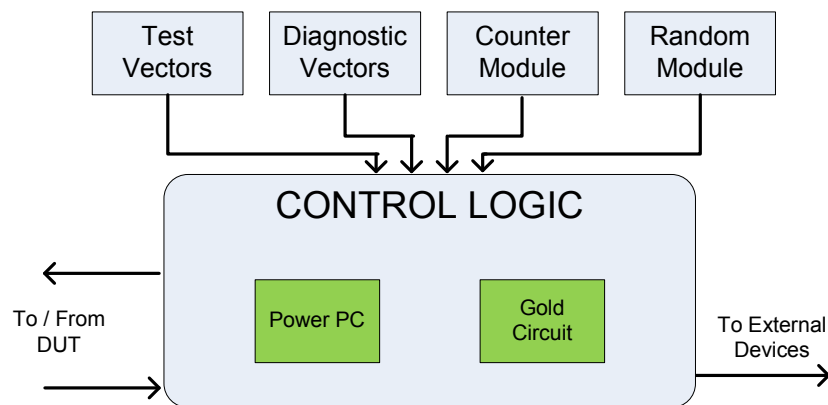 Test
Vectors
Diagnostic
Vectors
Counter
Module
Random
Module
CONTROL LOGIC
Power PC
Gold
Circuit
To / From
DUT
To External
Devices